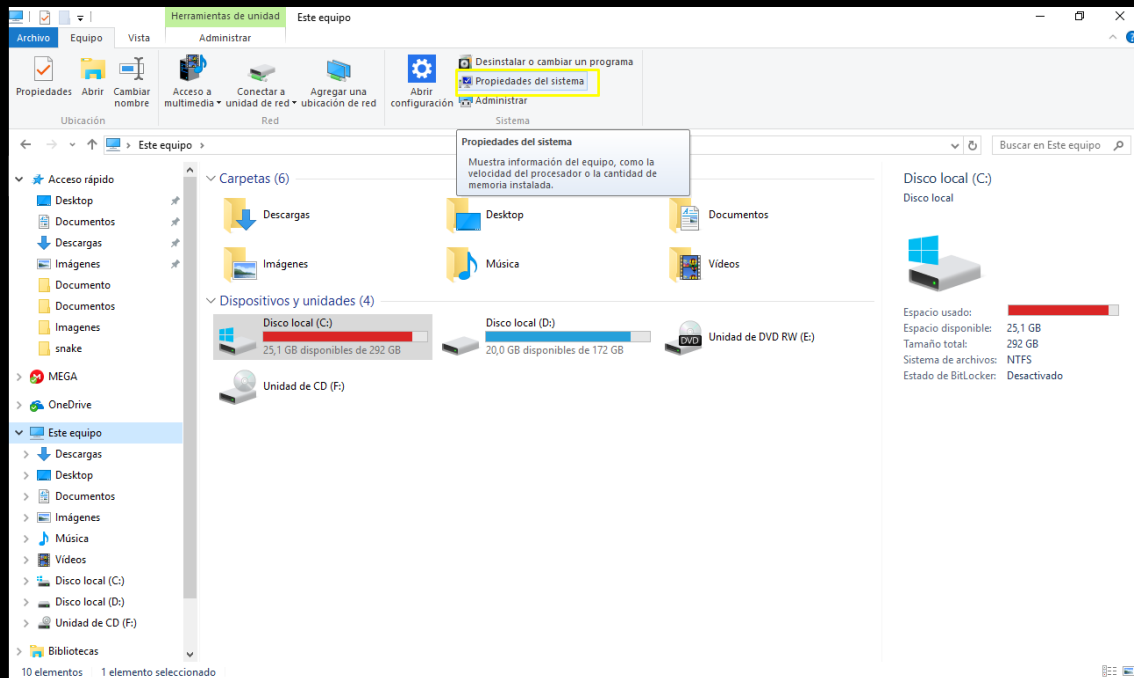 Herramientas de unidad
Este equipo
Archivo
Equipo
Vista
Administrar
Propiedades
Abrir
Cambiar
nombre
Acceso a
multimedia
Conectar a
unidad de red
Agregar una
ubicación de red
Abrir
configuración
Desinstalar o cambiar un programa
Propiedades del sistema
Administrar
Ubicación
Red
Sistema
Este equipo
Buscar en Este equipo
Propiedades del sistema
Muestra información del equipo, como la
velocidad del procesador o la cantidad de
memoria instalada.
Acceso rápido
Desktop
Documentos
Descargas
Imágenes
Documento
Documentos
Imagenes
snake
MEGA
OneDrive
Este equipo
Descargas
Desktop
Documentos
Imágenes
Música
Vídeos
Disco local (C:)
Disco local (D:)
Unidad de CD (F:)
Bibliotecas
Carpetas (6)
Descargas
Desktop
Documentos
Imágenes
Música
Vídeos
Dispositivos y unidades (4)
Disco local (C:)
25,1 GB disponibles de 292 GB
Disco local (D:)
20,0 GB disponibles de 172 GB
DVD
Unidad de DVD RW (E:)
Unidad de CD (F:)
Disco local (C:)
Disco local
Espacio usado:
Espacio disponible: 25,1 GB
Tamaño total: 292 GB
Sistema de archivos: NTFS
Estado de BitLocker: Desactivado
10 elementos
1 elemento seleccionado